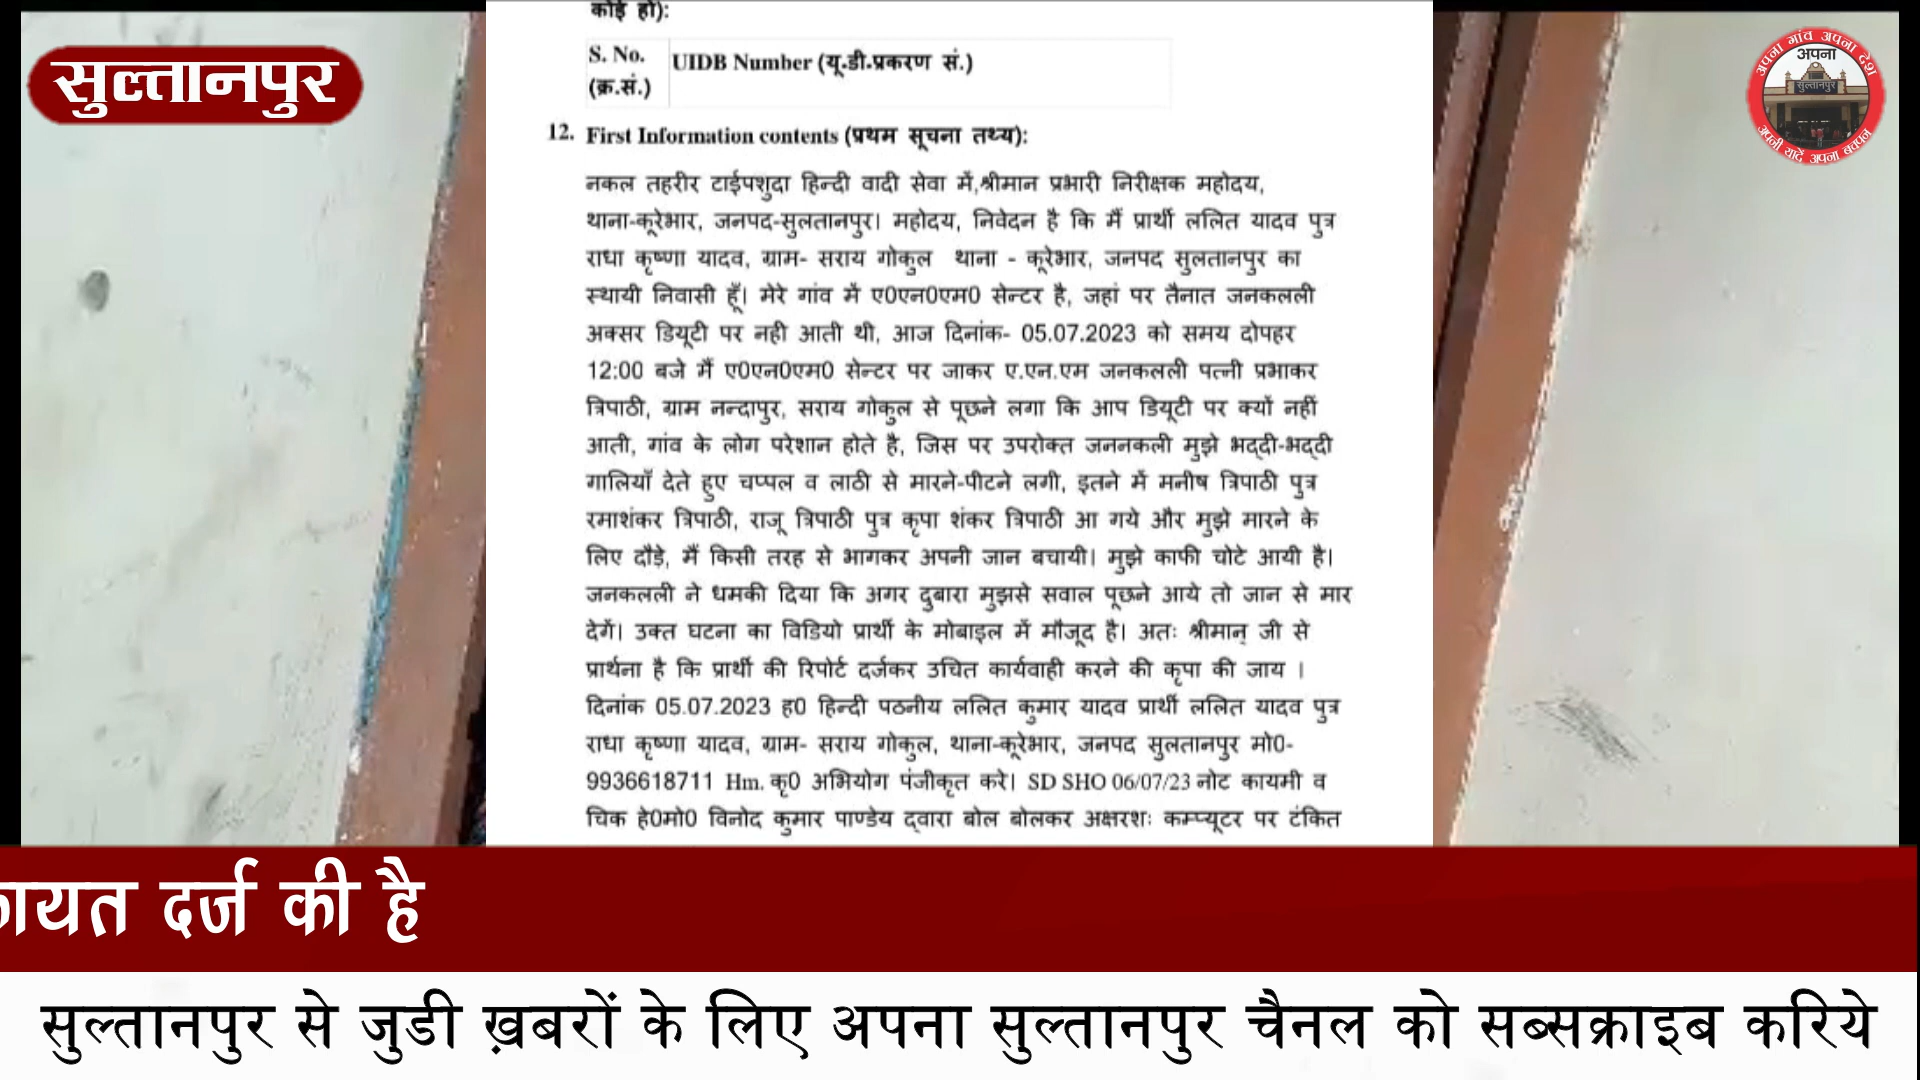 कोई हो):
सुल्तानपुर
S. No.
(क्र.सं.)
UIDB Number (यू.डी.प्रकरण सं.)
अपना गांव अपना देश
अपना
सुल्तानपुर
अपनी यादें अपना बचपन
12. First Information contents (प्रथम सूचना तथ्य):
नकल तहरीर टाईपशुदा हिन्दी वादी सेवा में,श्रीमान प्रभारी निरीक्षक महोदय,
थाना-कूरेभार, जनपद-सुलतानपुर। महोदय, निवेदन है कि मैं प्रार्थी ललित यादव पुत्र
राधा कृष्णा यादव, ग्राम- सराय गोकुल थाना - कूरेभार, जनपद सुलतानपुर का
स्थायी निवासी हूँ। मेरे गांव में ए0एन0एम0 सेन्टर है, जहां पर तैनात जनकलली
अक्सर डियूटी पर नही आती थी, आज दिनांक- 05.07.2023 को समय दोपहर
12:00 बजे मैं ए0एन0एम0 सेन्टर पर जाकर ए.एन.एम जनकलली पत्नी प्रभाकर
त्रिपाठी, ग्राम नन्दापुर, सराय गोकुल से पूछने लगा कि आप डियूटी पर क्यों नहीं
आती, गांव के लोग परेशान होते है, जिस पर उपरोक्त जननकली मुझे भद्दी-भद्दी
गालियाँ देते हुए चप्पल व लाठी से मारने-पीटने लगी, इतने में मनीष त्रिपाठी पुत्र
रमाशंकर त्रिपाठी, राजू त्रिपाठी पुत्र कृपा शंकर त्रिपाठी आ गये और मुझे मारने के
लिए दौड़े, मैं किसी तरह से भागकर अपनी जान बचायी। मुझे काफी चोटे आयी है।
जनकलली ने धमकी दिया कि अगर दुबारा मुझसे सवाल पूछने आये तो जान से मार
देगें। उक्त घटना का विडियो प्रार्थी के मोबाइल में मौजूद है। अतः श्रीमान् जी से
प्रार्थना है कि प्रार्थी की रिपोर्ट दर्जकर उचित कार्यवाही करने की कृपा की जाय ।
दिनांक 05.07.2023 ह0 हिन्दी पठनीय ललित कुमार यादव प्रार्थी ललित यादव पुत्र
राधा कृष्णा यादव, ग्राम- सराय गोकुल, थाना-कूरेभार, जनपद सुलतानपुर मो0-
9936618711 Hm. कृ0 अभियोग पंजीकृत करे। SD SHO 06/07/23 नोट कायमी व
चिक हे0मो0 विनोद कुमार पाण्डेय द्वारा बोल बोलकर अक्षरशः कम्प्यूटर पर टंकित
ायत दर्ज की है
सुल्तानपुर से जुडी ख़बरों के लिए अपना सुल्तानपुर चैनल को सब्सक्राइब करिये